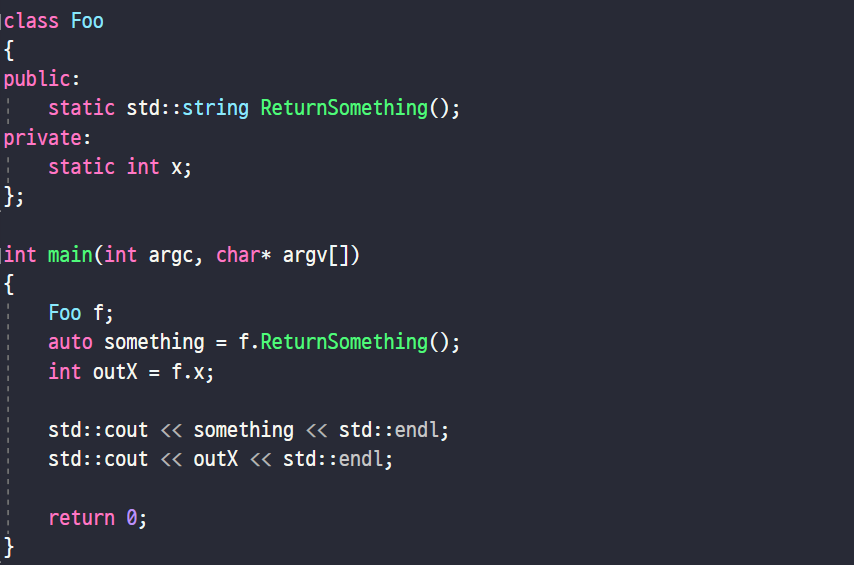 class Foo
{
public:
    static std::string ReturnSomething();
private:
    static int x;
};

int main(int argc, char* argv[])
{
    Foo f;
    auto something = f.ReturnSomething();
    int outX = f.x;

    std::cout << something << std::endl;
    std::cout << outX << std::endl;

    return 0;
}